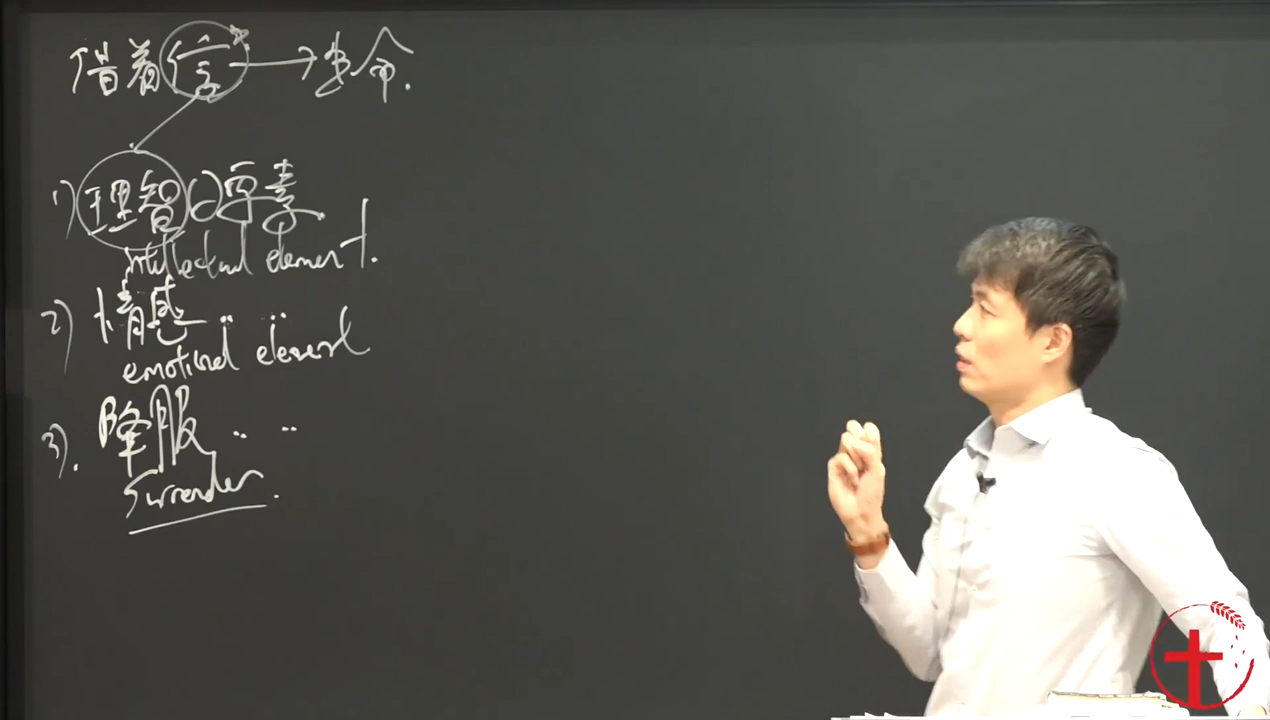 借着信→生命.
1) 理智的要素
intellectual element.
2) 情感 ‥ ‥
emotional element
3). 降服 ‥ ‥
Surrender.